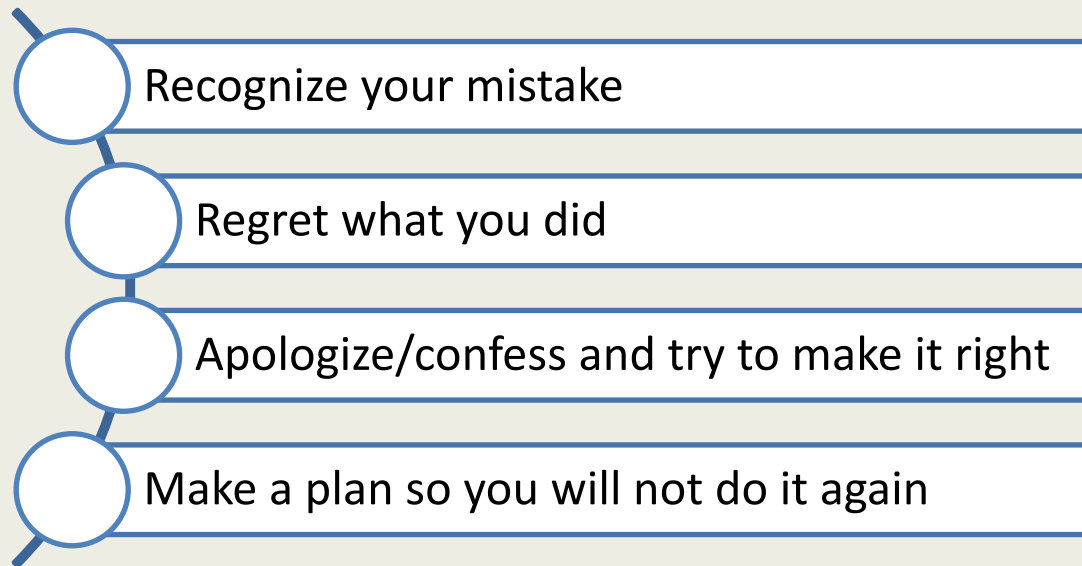 Recognize your mistake
Regret what you did
Apologize/confess and try to make it right
Make a plan so you will not do it again